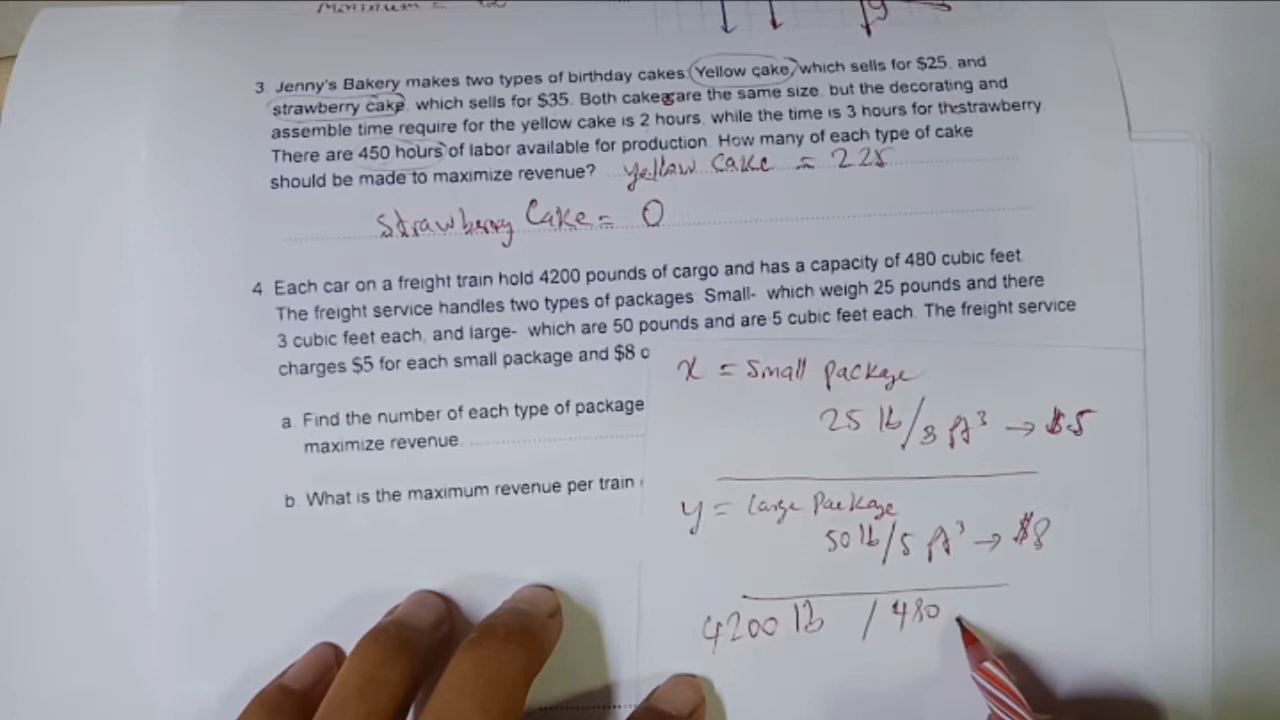 3. Jenny's Bakery makes two types of birthday cakes: Yellow cake, which sells for $25, and
strawberry cake, which sells for $35. Both cakes are the same size, but the decorating and
assemble time require for the yellow cake is 2 hours, while the time is 3 hours for the strawberry
There are 450 hours of labor available for production. How many of each type of cake
should be made to maximize revenue? yellow cake = 225
Strawberry Cake = 0
4 Each car on a freight train hold 4200 pounds of cargo and has a capacity of 480 cubic feet.
The freight service handles two types of packages: Small- which weigh 25 pounds and there
3 cubic feet each, and large- which are 50 pounds and are 5 cubic feet each. The freight service
charges $5 for each small package and $8
a. Find the number of each type of package
maximize revenue.
b. What is the maximum revenue per train
x = Small package
25 lb/3 ft³ → $5
y = large package
50 lb/5 ft³ → $8
4200 lb / 480